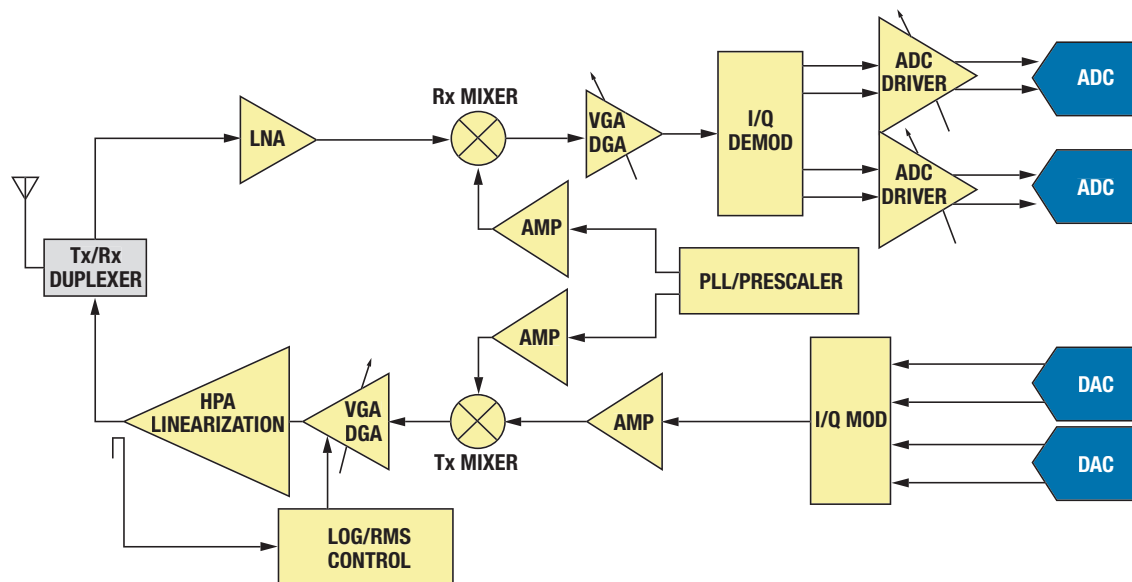 Rx MIXER
LNA
VGA
DGA
I/Q
DEMOD
ADC
DRIVER
ADC
ADC
DRIVER
ADC
AMP
Tx/Rx
DUPLEXER
PLL/PRESCALER
AMP
HPA
LINEARIZATION
VGA
DGA
Tx MIXER
AMP
I/Q MOD
DAC
DAC
LOG/RMS
CONTROL